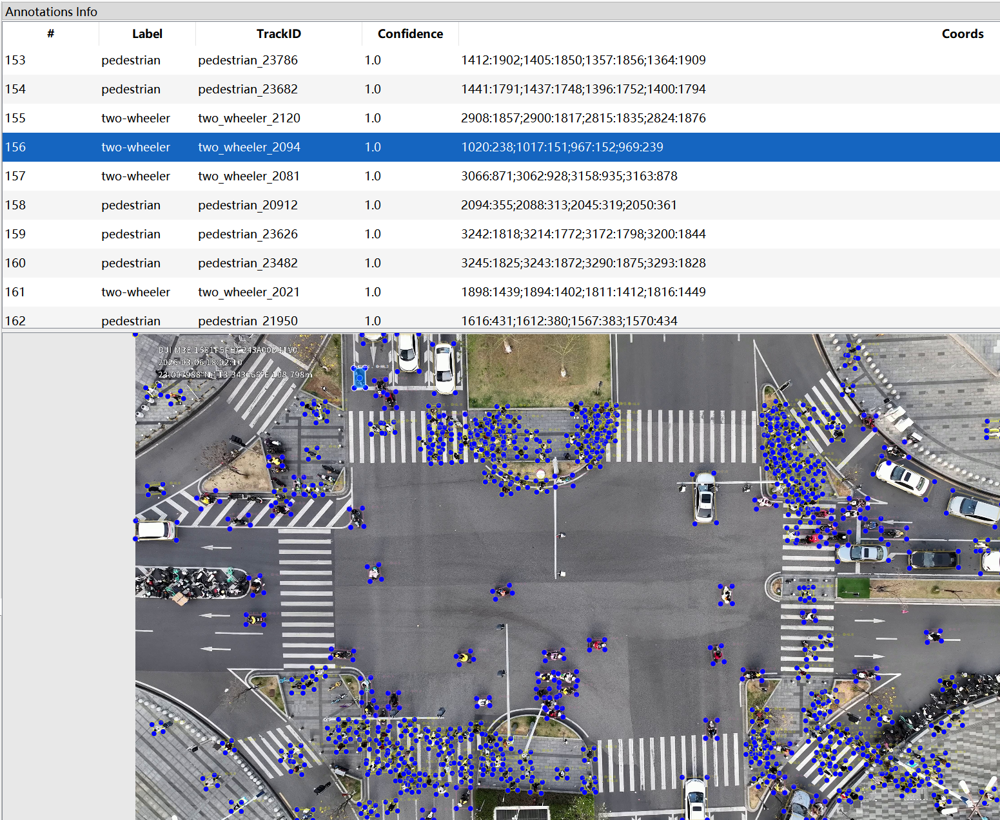 Annotations Info
# Label TrackID Confidence Coords
153 pedestrian pedestrian_23786 1.0 1412:1902;1405:1850;1357:1856;1364:1909
154 pedestrian pedestrian_23682 1.0 1441:1791;1437:1748;1396:1752;1400:1794
155 two-wheeler two_wheeler_2120 1.0 2908:1857;2900:1817;2815:1835;2824:1876
156 two-wheeler two_wheeler_2094 1.0 1020:238;1017:151;967:152;969:239
157 two-wheeler two_wheeler_2081 1.0 3066:871;3062:928;3158:935;3163:878
158 pedestrian pedestrian_20912 1.0 2094:355;2088:313;2045:319;2050:361
159 pedestrian pedestrian_23626 1.0 3242:1818;3214:1772;3172:1798;3200:1844
160 pedestrian pedestrian_23482 1.0 3245:1825;3243:1872;3290:1875;3293:1828
161 two-wheeler two_wheeler_2021 1.0 1898:1439;1894:1402;1811:1412;1816:1449
162 pedestrian pedestrian_21950 1.0 1616:431;1612:380;1567:383;1570:434
DJI M3E 1581F5FHC245A00D41V0
2026-03-06 18:02:10
23.007988°N,113.343066°E,108.798m